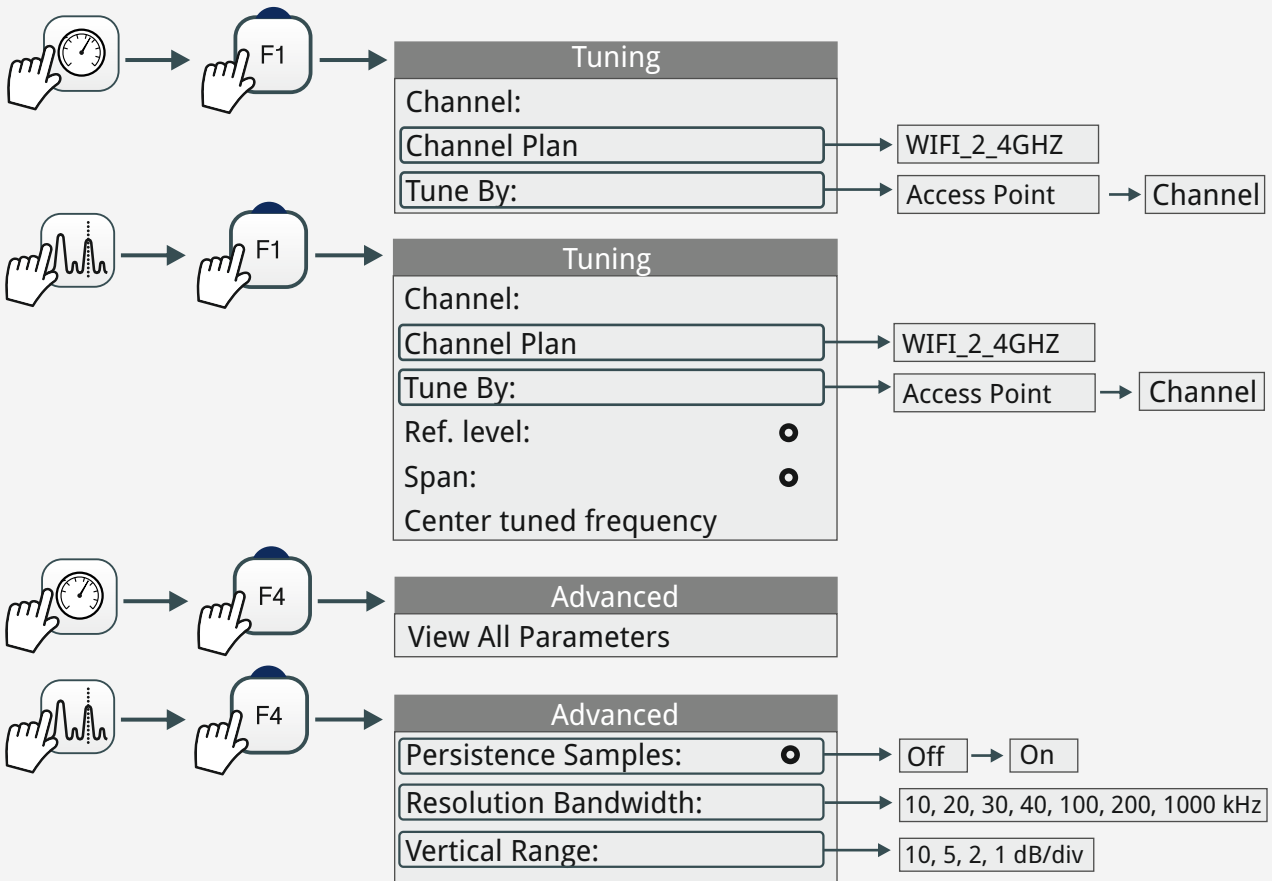 F1
Tuning
Channel:
Channel Plan
WIFI_2_4GHZ
Tune By:
Access Point
Channel
F1
Tuning
Channel:
Channel Plan
WIFI_2_4GHZ
Tune By:
Access Point
Channel
Ref. level:
Span:
Center tuned frequency
F4
Advanced
View All Parameters
F4
Advanced
Persistence Samples:
Off
On
Resolution Bandwidth:
10, 20, 30, 40, 100, 200, 1000 kHz
Vertical Range:
10, 5, 2, 1 dB/div